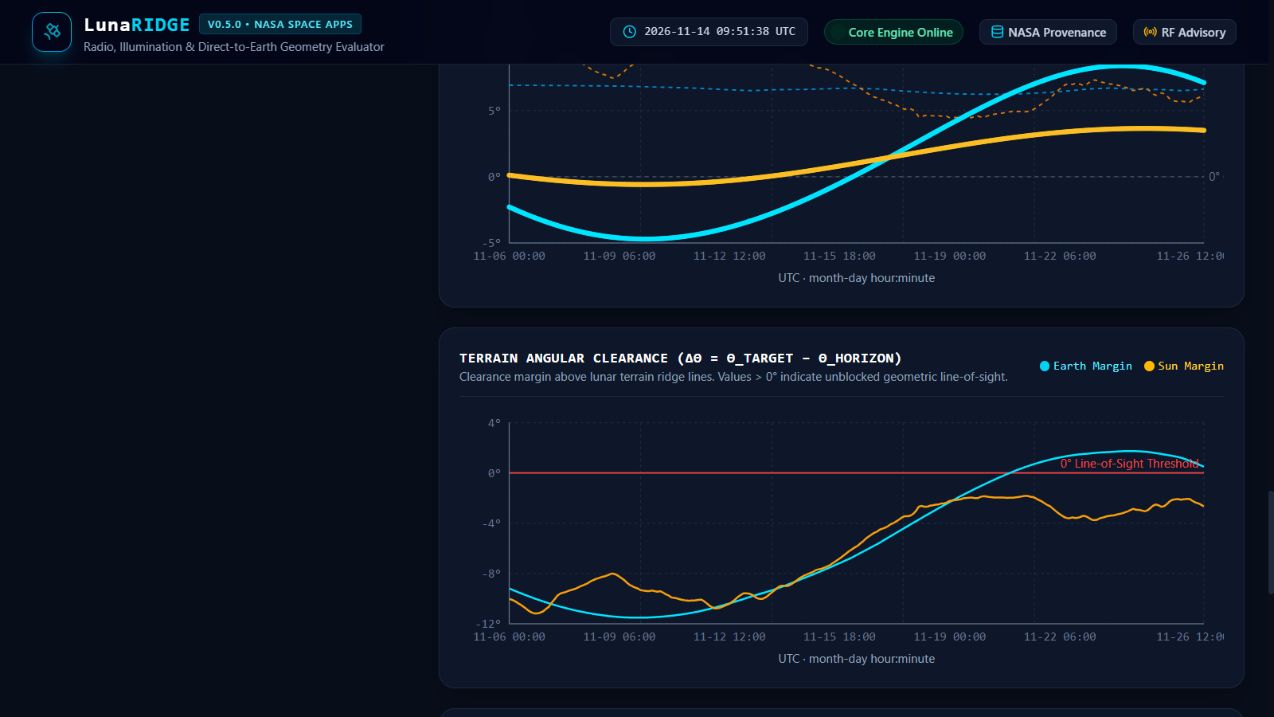 LunaRIDGE V0.5.0 • NASA SPACE APPS
Radio, Illumination & Direct-to-Earth Geometry Evaluator
2026-11-14 09:51:38 UTC
Core Engine Online
NASA Provenance
RF Advisory
5°
0°
0°
-5°
11-06 00:00 11-09 06:00 11-12 12:00 11-15 18:00 11-19 00:00 11-22 06:00 11-26 12:0
UTC · month-day hour:minute
TERRAIN ANGULAR CLEARANCE (ΔΘ = Θ_TARGET − Θ_HORIZON)
Clearance margin above lunar terrain ridge lines. Values > 0° indicate unblocked geometric line-of-sight.
Earth Margin Sun Margin
4°
0°
0° Line-of-Sight Threshold
-4°
-8°
-12°
11-06 00:00 11-09 06:00 11-12 12:00 11-15 18:00 11-19 00:00 11-22 06:00 11-26 12:0
UTC · month-day hour:minute